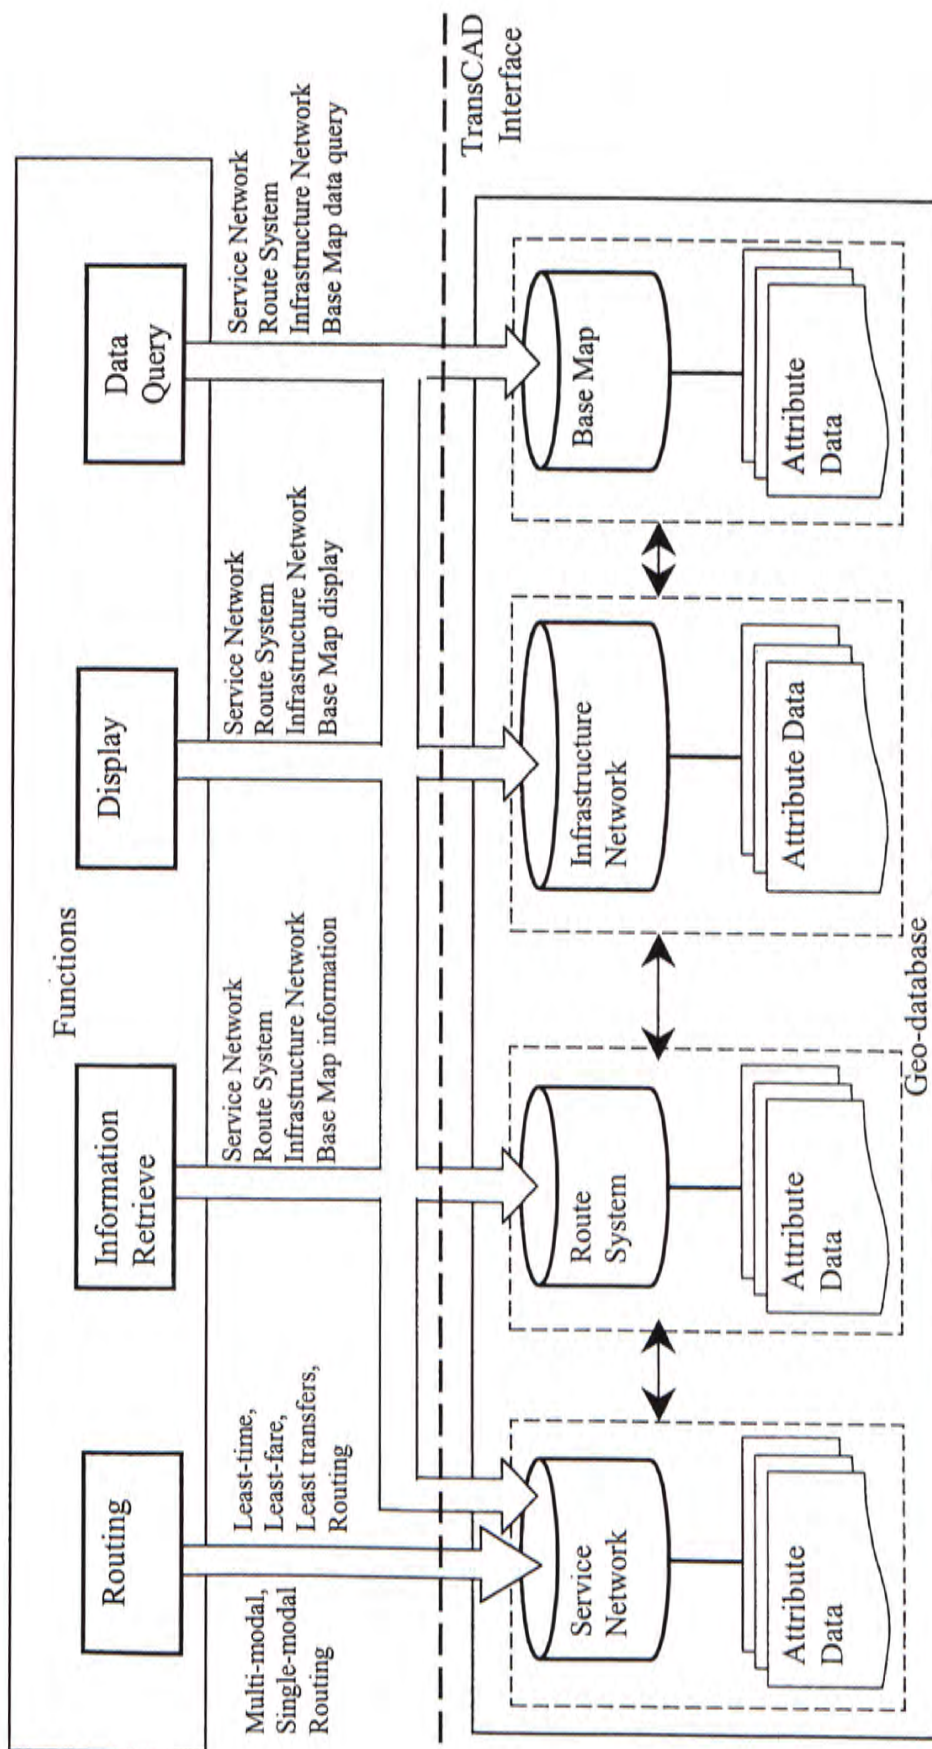 Functions
Routing
Information
Retrieve
Display
Data
Query
Multi-modal,
Single-modal
Routing
Least-time,
Least-fare,
Least transfers,
Routing
Service Network
Route System
Infrastructure Network
Base Map information
Service Network
Route System
Infrastructure Network
Base Map display
Service Network
Route System
Infrastructure Network
Base Map data query
TransCAD
Interface
Service
Network
Route
System
Infrastructure
Network
Base Map
Attribute
Data
Attribute
Data
Attribute Data
Attribute
Data
Geo-database